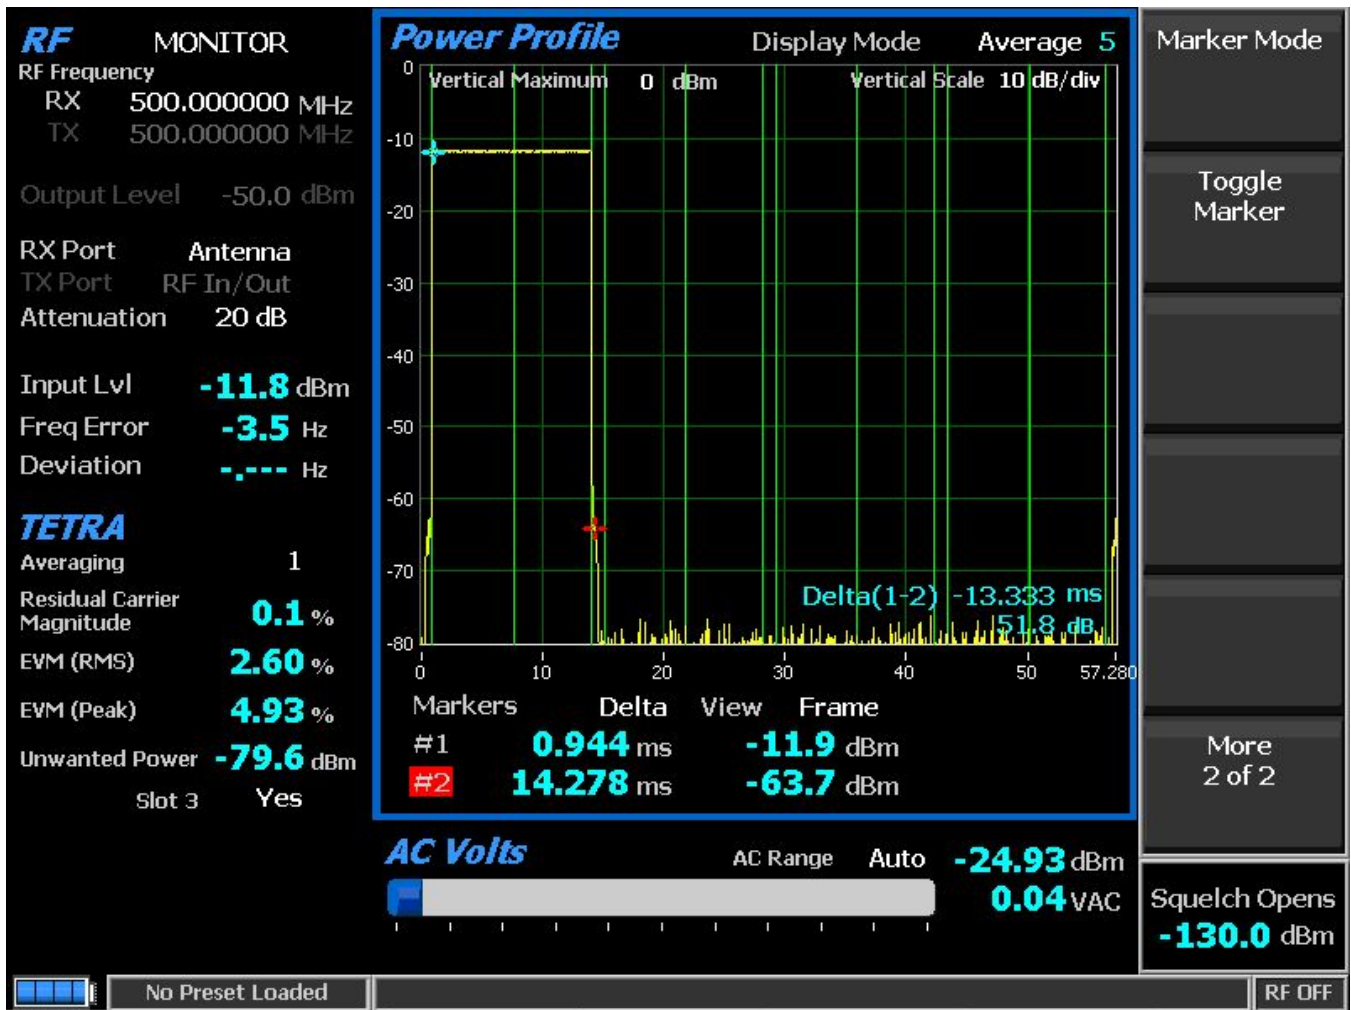 RF MONITOR
RF Frequency
RX 500.000000 MHz
TX 500.000000 MHz
Output Level -50.0 dBm
RX Port Antenna
TX Port RF In/Out
Attenuation 20 dB
Input Lvl -11.8 dBm
Freq Error -3.5 Hz
Deviation -.--- Hz
TETRA
Averaging 1
Residual Carrier
Magnitude 0.1 %
EVM (RMS) 2.60 %
EVM (Peak) 4.93 %
Unwanted Power -79.6 dBm
Slot 3 Yes
Power Profile Display Mode Average 5
Vertical Maximum 0 dBm Vertical Scale 10 dB/div
0
-10
-20
-30
-40
-50
-60
-70
-80
Delta(1-2) -13.333 ms
51.8 dB
0 10 20 30 40 50 57.280
Markers Delta View Frame
#1 0.944 ms -11.9 dBm
#2 14.278 ms -63.7 dBm
AC Volts AC Range Auto -24.93 dBm
0.04 VAC
Marker Mode
Toggle
Marker
More
2 of 2
Squelch Opens
-130.0 dBm
No Preset Loaded
RF OFF